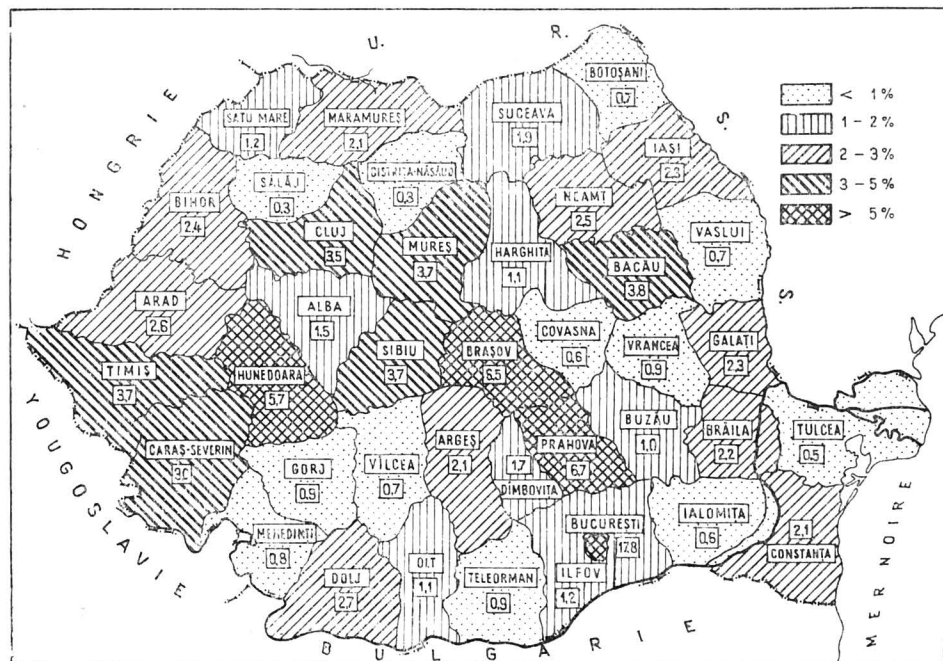 U. R. S. S.
HONGRIE
YOUGOSLAVIE
BULGARIE
MER NOIRE
< 1%
1-2%
2-3%
3-5%
> 5%
BOTOȘANI
0,7
SATU MARE
1,2
MARAMUREȘ
2,1
SUCEAVA
1,9
IAȘI
2,3
SĂLAJ
0,3
BISTRIȚA-NĂSĂUD
0,3
NEAMȚ
2,5
BIHOR
2,4
CLUJ
3,5
MUREȘ
3,7
HARGHITA
1,1
BACĂU
3,8
VASLUI
0,7
ARAD
2,6
ALBA
1,5
SIBIU
3,7
BRAȘOV
6,5
COVASNA
0,6
VRANCEA
0,9
GALAȚI
2,3
TIMIȘ
3,7
HUNEDOARA
5,7
CARAȘ-SEVERIN
GORJ
VÎLCEA
0,7
ARGEȘ
2,1
1,7
DÎMBOVIȚA
PRAHOVA
6,7
BUZĂU
1,0
BRĂILA
2,2
TULCEA
0,5
MEHEDINȚI
0,8
DOLJ
2,7
OLT
1,1
TELEORMAN
0,9
BUCUREȘTI
17,8
ILFOV
1,2
IALOMIȚA
0,6
2,1
CONSTANȚA